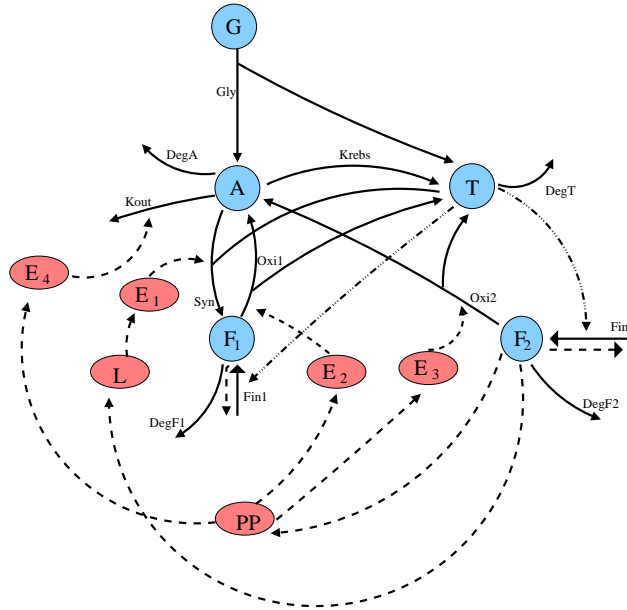 G
Gly
DegA
Krebs
A
T
DegT
Kout
E4
E1
Oxi1
Syn
Oxi2
F1
F2
Fin
L
E2
E3
Fin1
DegF1
DegF2
PP